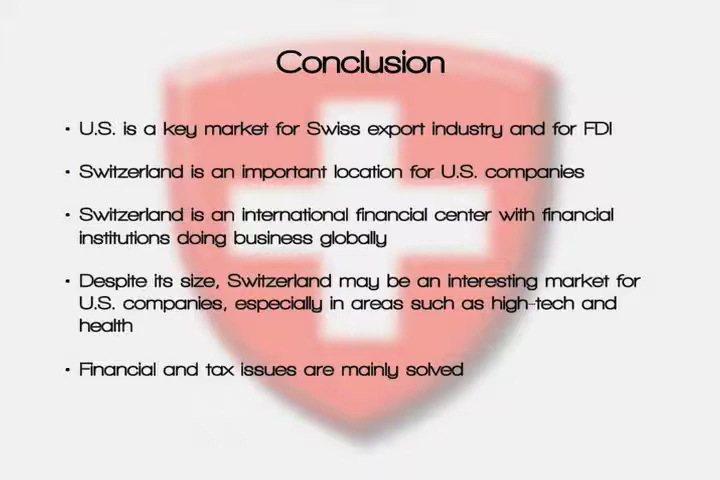 Conclusion
• U.S. is a key market for Swiss export industry and for FDI
• Switzerland is an important location for U.S. companies
• Switzerland is an international financial center with financial
institutions doing business globally
• Despite its size, Switzerland may be an interesting market for
U.S. companies, especially in areas such as high-tech and
health
• Financial and tax issues are mainly solved